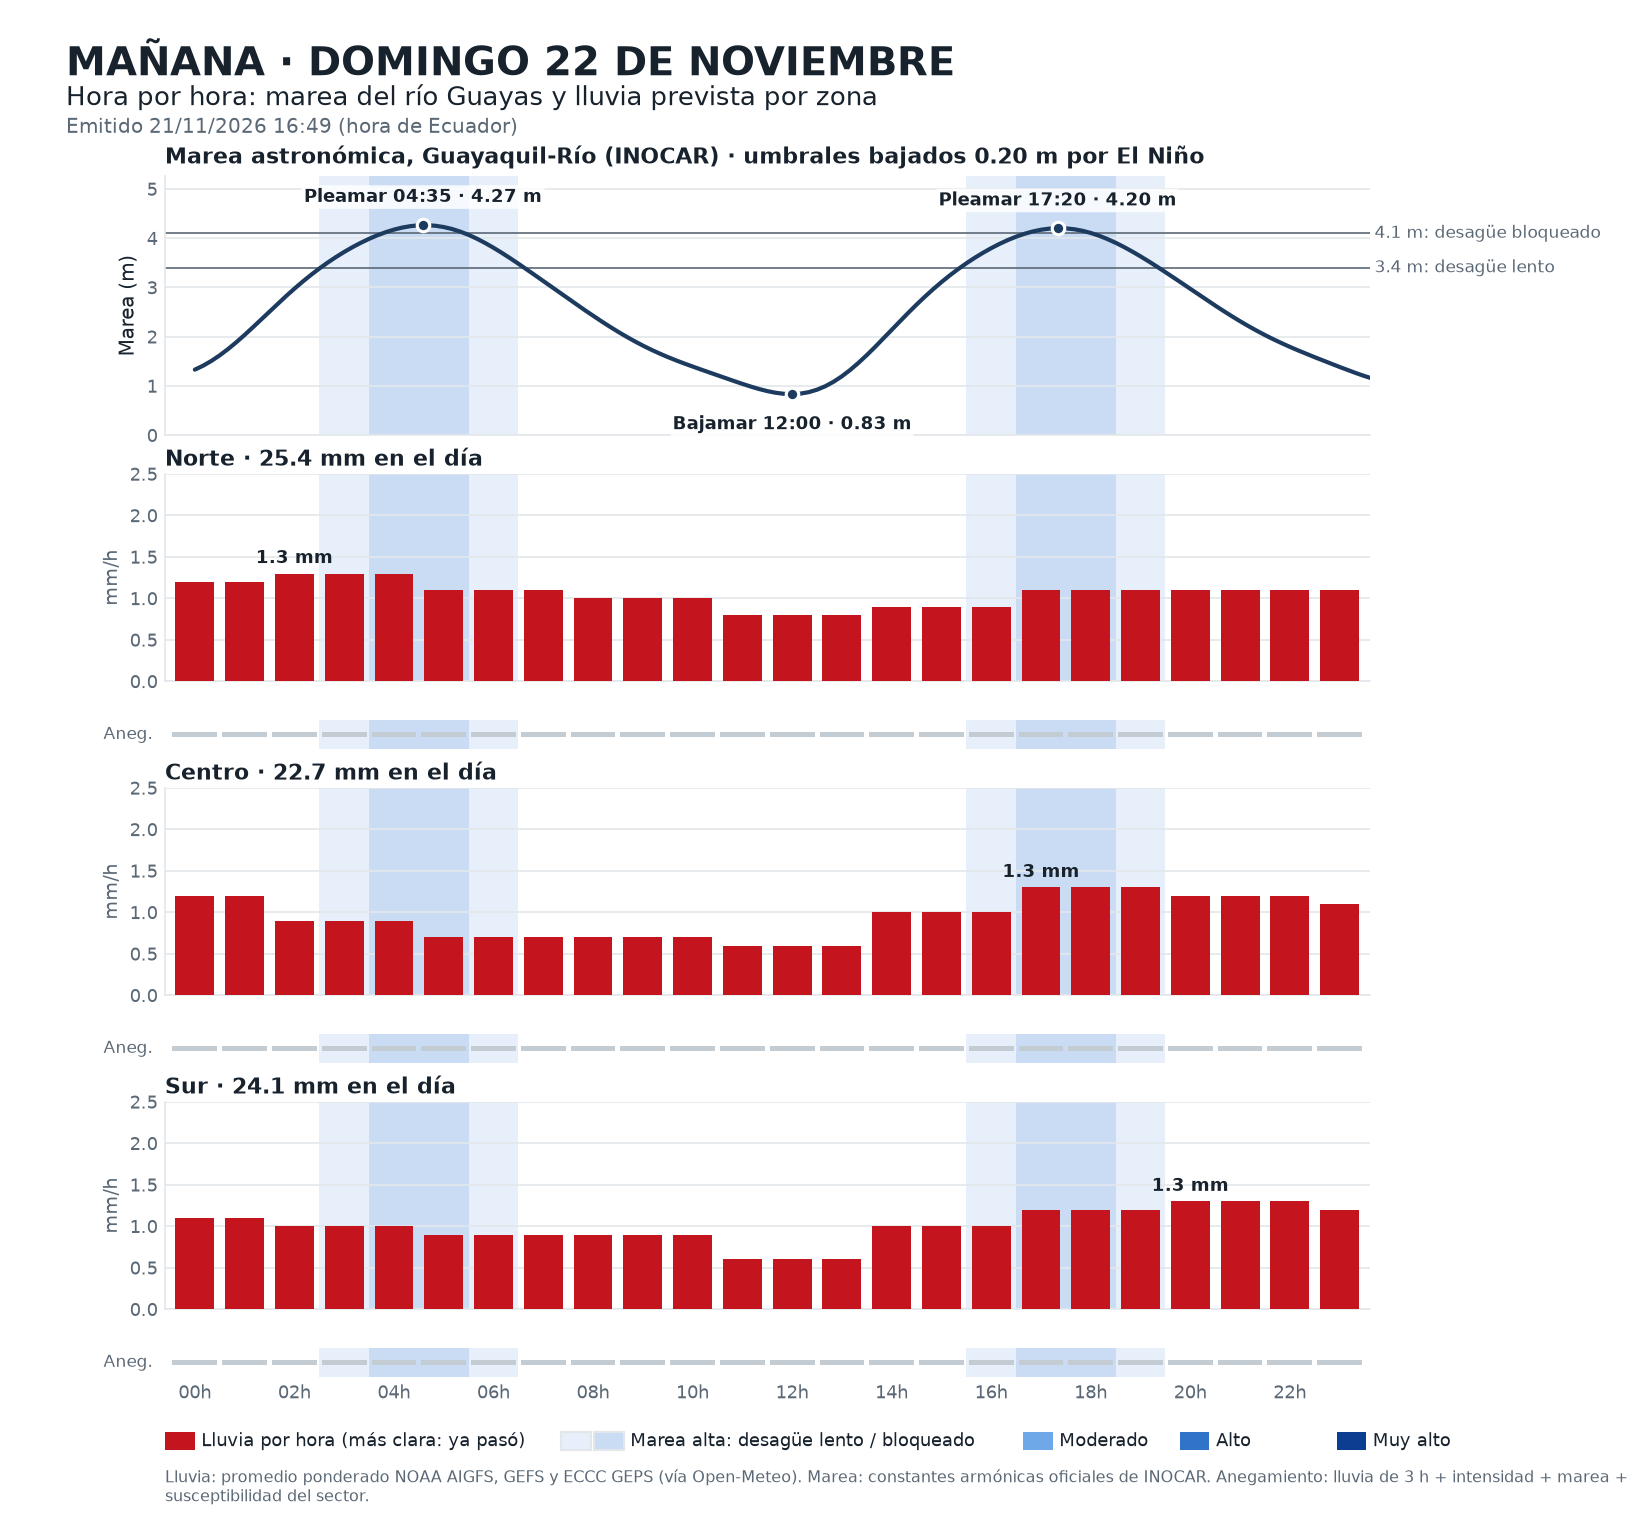 MAÑANA · DOMINGO 22 DE NOVIEMBRE
Hora por hora: marea del río Guayas y lluvia prevista por zona
Emitido 21/11/2026 16:49 (hora de Ecuador)
Marea astronómica, Guayaquil-Río (INOCAR) · umbrales bajados 0.20 m por El Niño
Marea (m)
5
4
3
2
1
0
Pleamar 04:35 · 4.27 m
Pleamar 17:20 · 4.20 m
Bajamar 12:00 · 0.83 m
4.1 m: desagüe bloqueado
3.4 m: desagüe lento
Norte · 25.4 mm en el día
mm/h
2.5
2.0
1.5
1.0
0.5
0.0
1.3 mm
Aneg.
Centro · 22.7 mm en el día
mm/h
2.5
2.0
1.5
1.0
0.5
0.0
1.3 mm
Aneg.
Sur · 24.1 mm en el día
mm/h
2.5
2.0
1.5
1.0
0.5
0.0
1.3 mm
Aneg.
00h 02h 04h 06h 08h 10h 12h 14h 16h 18h 20h 22h
Lluvia por hora (más clara: ya pasó) Marea alta: desagüe lento / bloqueado Moderado Alto Muy alto
Lluvia: promedio ponderado NOAA AIGFS, GEFS y ECCC GEPS (vía Open-Meteo). Marea: constantes armónicas oficiales de INOCAR. Anegamiento: lluvia de 3 h + intensidad + marea +
susceptibilidad del sector.